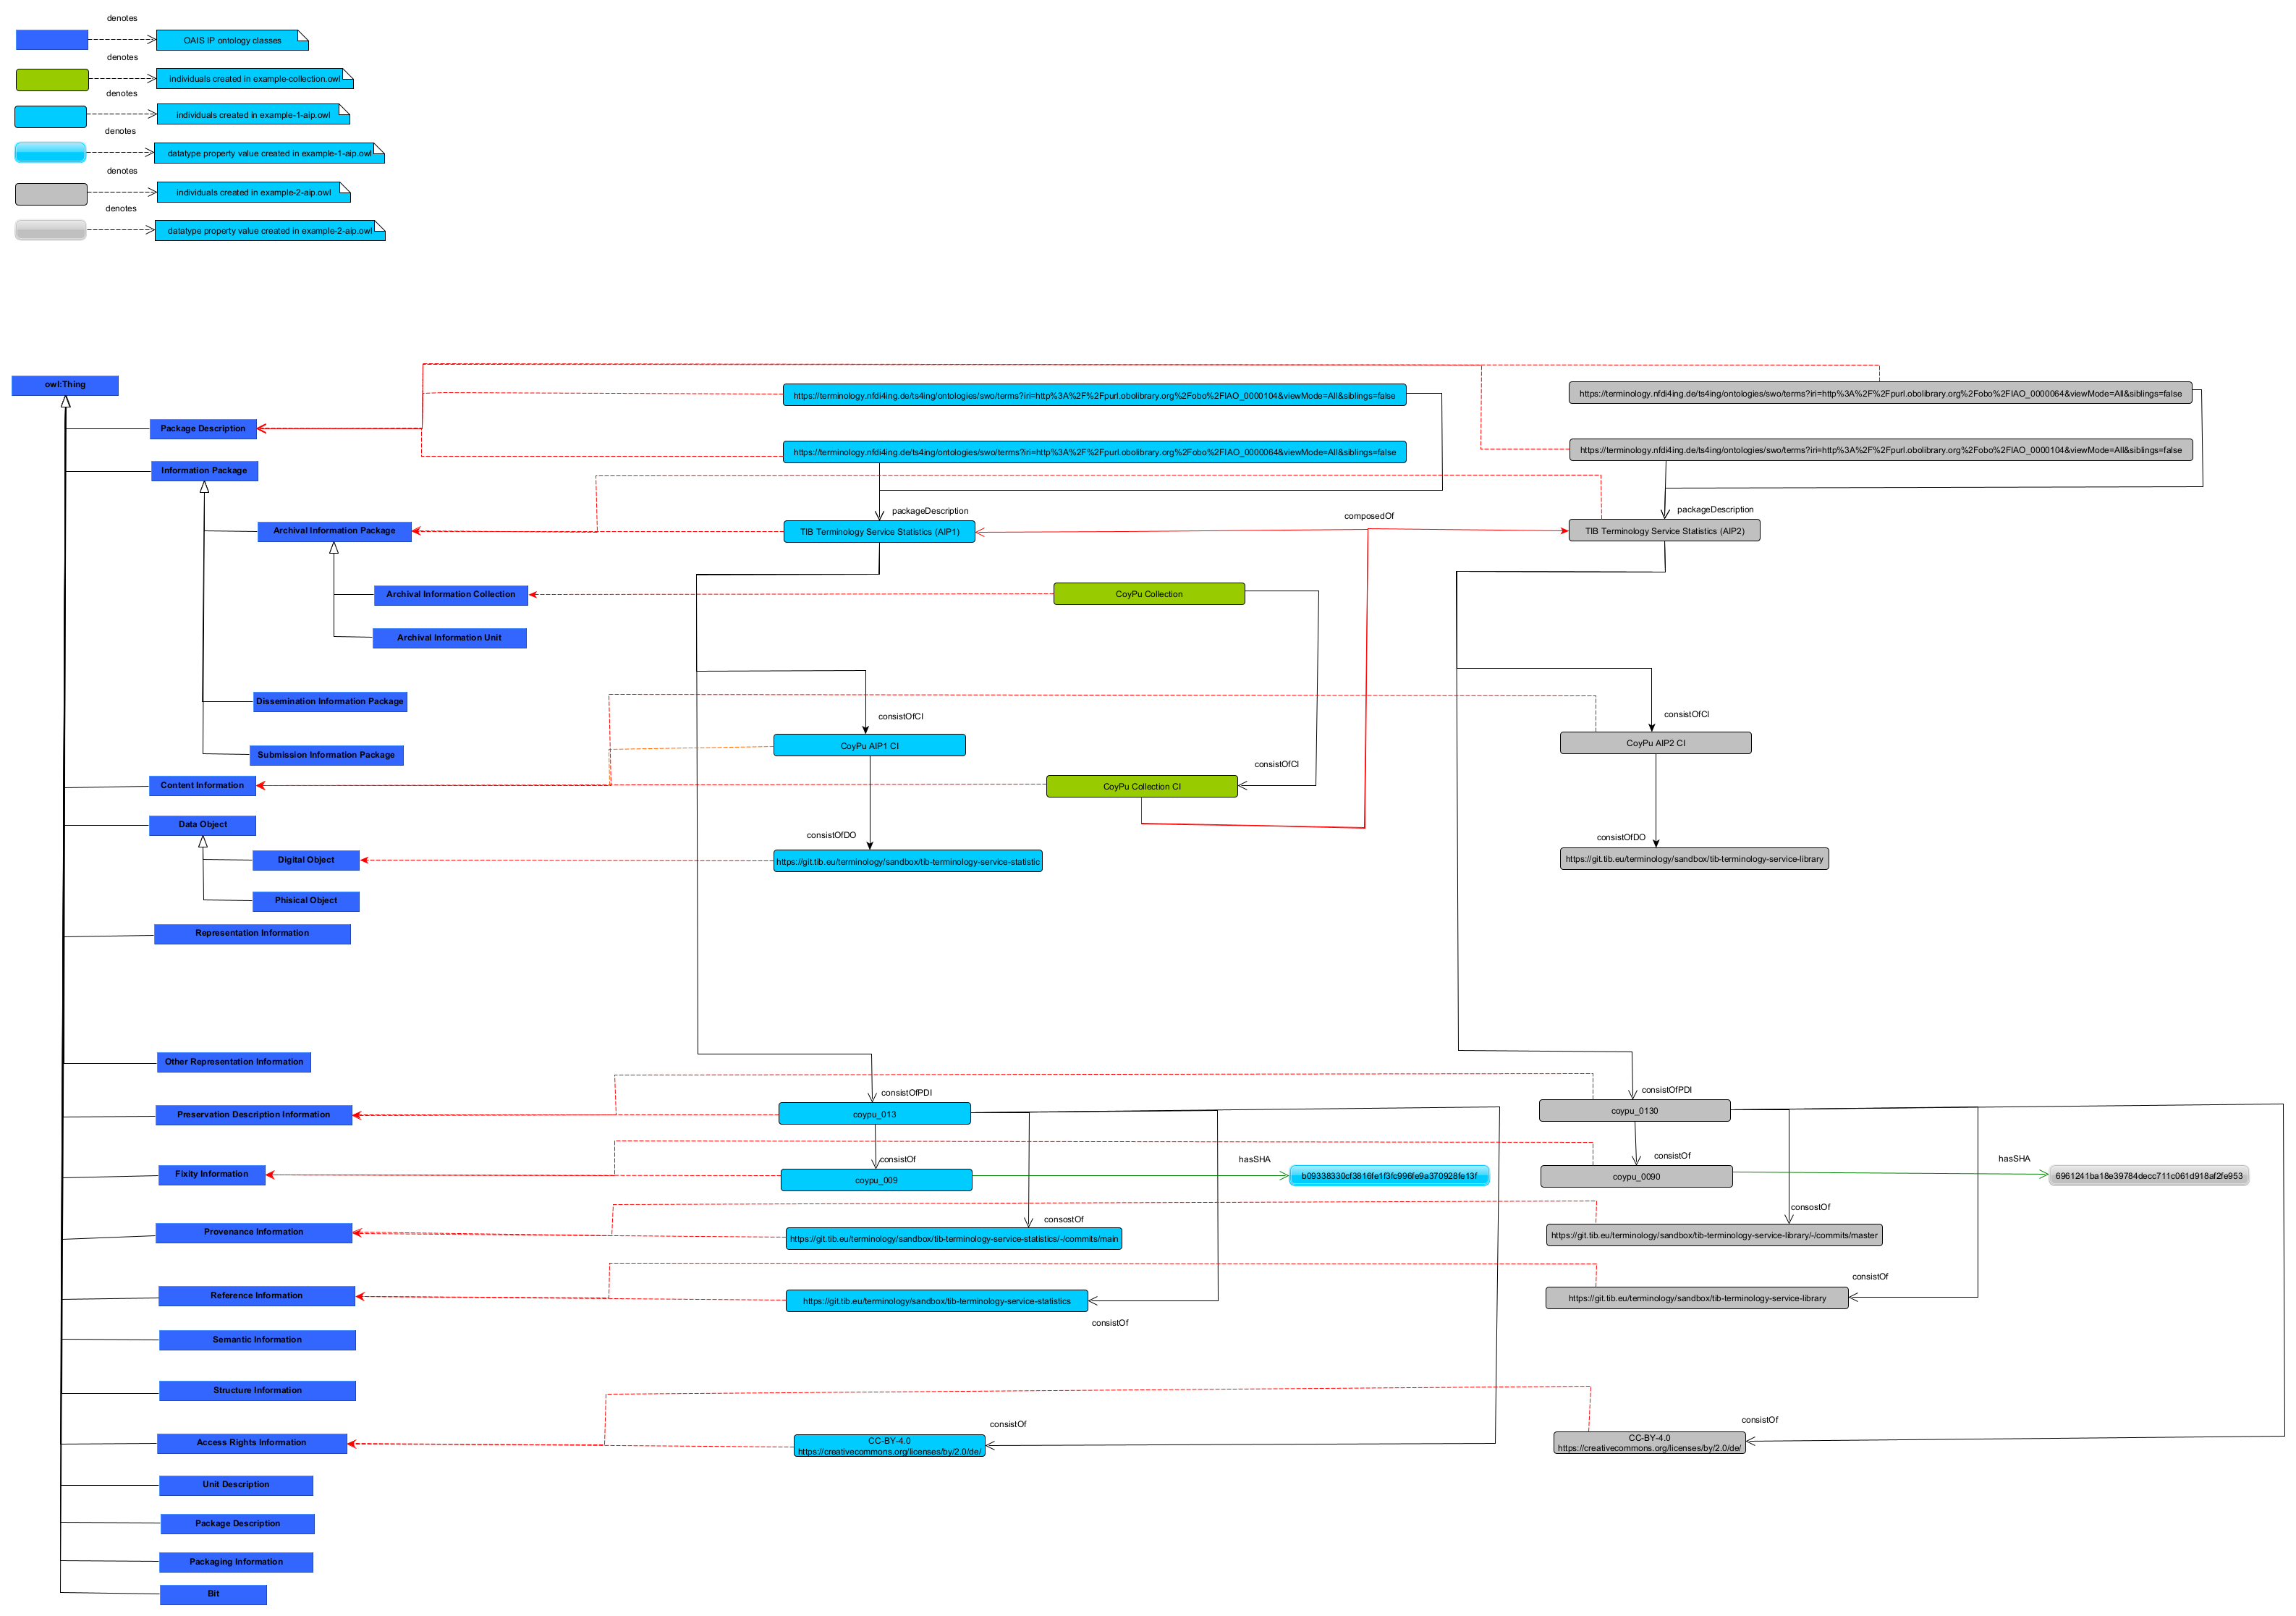 denotes
OAIS IP ontology classes
denotes
individuals created in example-collection.owl
denotes
individuals created in example-1-aip.owl
denotes
datatype property value created in example-1-aip.owl
denotes
individuals created in example-2-aip.owl
denotes
datatype property value created in example-2-aip.owl
owl:Thing
https://terminology.nfdi4ing.de/ts4ing/ontologies/swo/terms?iri=http%3A%2F%2Fpurl.obolibrary.org%2Fobo%2FIAO_0000104&viewMode=All&siblings=false
https://terminology.nfdi4ing.de/ts4ing/ontologies/swo/terms?iri=http%3A%2F%2Fpurl.obolibrary.org%2Fobo%2FIAO_0000064&viewMode=All&siblings=false
Package Description
https://terminology.nfdi4ing.de/ts4ing/ontologies/swo/terms?iri=http%3A%2F%2Fpurl.obolibrary.org%2Fobo%2FIAO_0000064&viewMode=All&siblings=false
https://terminology.nfdi4ing.de/ts4ing/ontologies/swo/terms?iri=http%3A%2F%2Fpurl.obolibrary.org%2Fobo%2FIAO_0000104&viewMode=All&siblings=false
Information Package
packageDescription
composedOf
packageDescription
Archival Information Package
TIB Terminology Service Statistics (AIP1)
TIB Terminology Service Statistics (AIP2)
Archival Information Collection
CoyPu Collection
Archival Information Unit
Dissemination Information Package
consistOfCI
consistOfCI
Submission Information Package
CoyPu AIP1 CI
CoyPu AIP2 CI
consistOfCI
Content Information
CoyPu Collection CI
Data Object
consistOfDO
consistOfDO
Digital Object
https://git.tib.eu/terminology/sandbox/tib-terminology-service-statistic
https://git.tib.eu/terminology/sandbox/tib-terminology-service-library
Phisical Object
Representation Information
Other Representation Information
consistOfPDI
consistOfPDI
Preservation Description Information
coypu_013
coypu_0130
consistOf
hasSHA
consistOf
hasSHA
Fixity Information
coypu_009
b09338330cf3816fe1f3fc996fe9a370928fe13f
coypu_0090
6961241ba18e39784decc711c061d918af2fe953
consostOf
consostOf
Provenance Information
https://git.tib.eu/terminology/sandbox/tib-terminology-service-statistics/-/commits/main
https://git.tib.eu/terminology/sandbox/tib-terminology-service-library/-/commits/master
consistOf
Reference Information
https://git.tib.eu/terminology/sandbox/tib-terminology-service-statistics
https://git.tib.eu/terminology/sandbox/tib-terminology-service-library
consistOf
Semantic Information
Structure Information
consistOf
consistOf
Access Rights Information
CC-BY-4.0
https://creativecommons.org/licenses/by/2.0/de/
CC-BY-4.0
https://creativecommons.org/licenses/by/2.0/de/
Unit Description
Package Description
Packaging Information
Bit